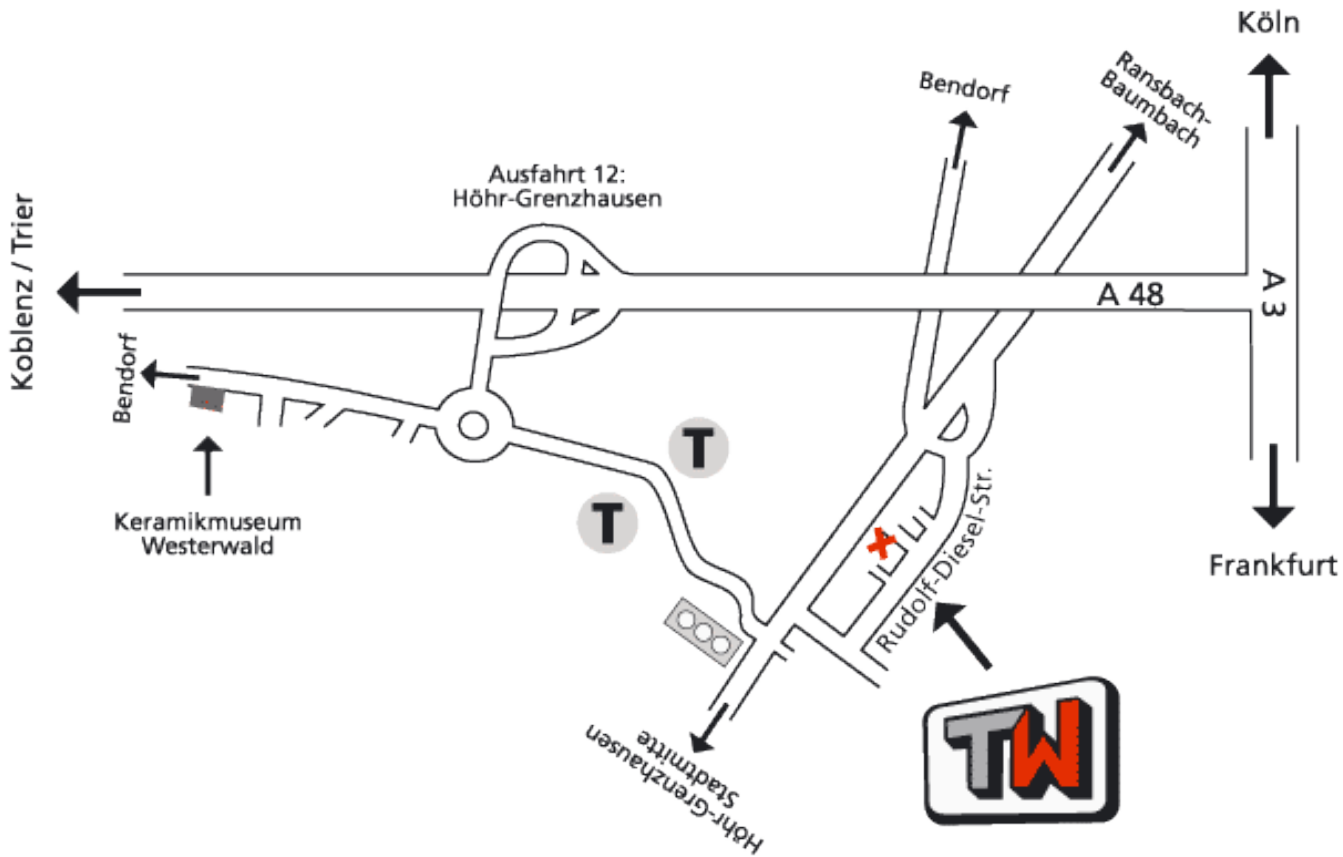 Köln
Bendorf
Ransbach-
Baumbach
Ausfahrt 12:
Höhr-Grenzhausen
Koblenz / Trier
A 48
A 3
Bendorf
T
T
Keramikmuseum
Westerwald
Rudolf-Diesel-Str.
Frankfurt
Höhr-Grenzhausen
Stadtmitte
TW